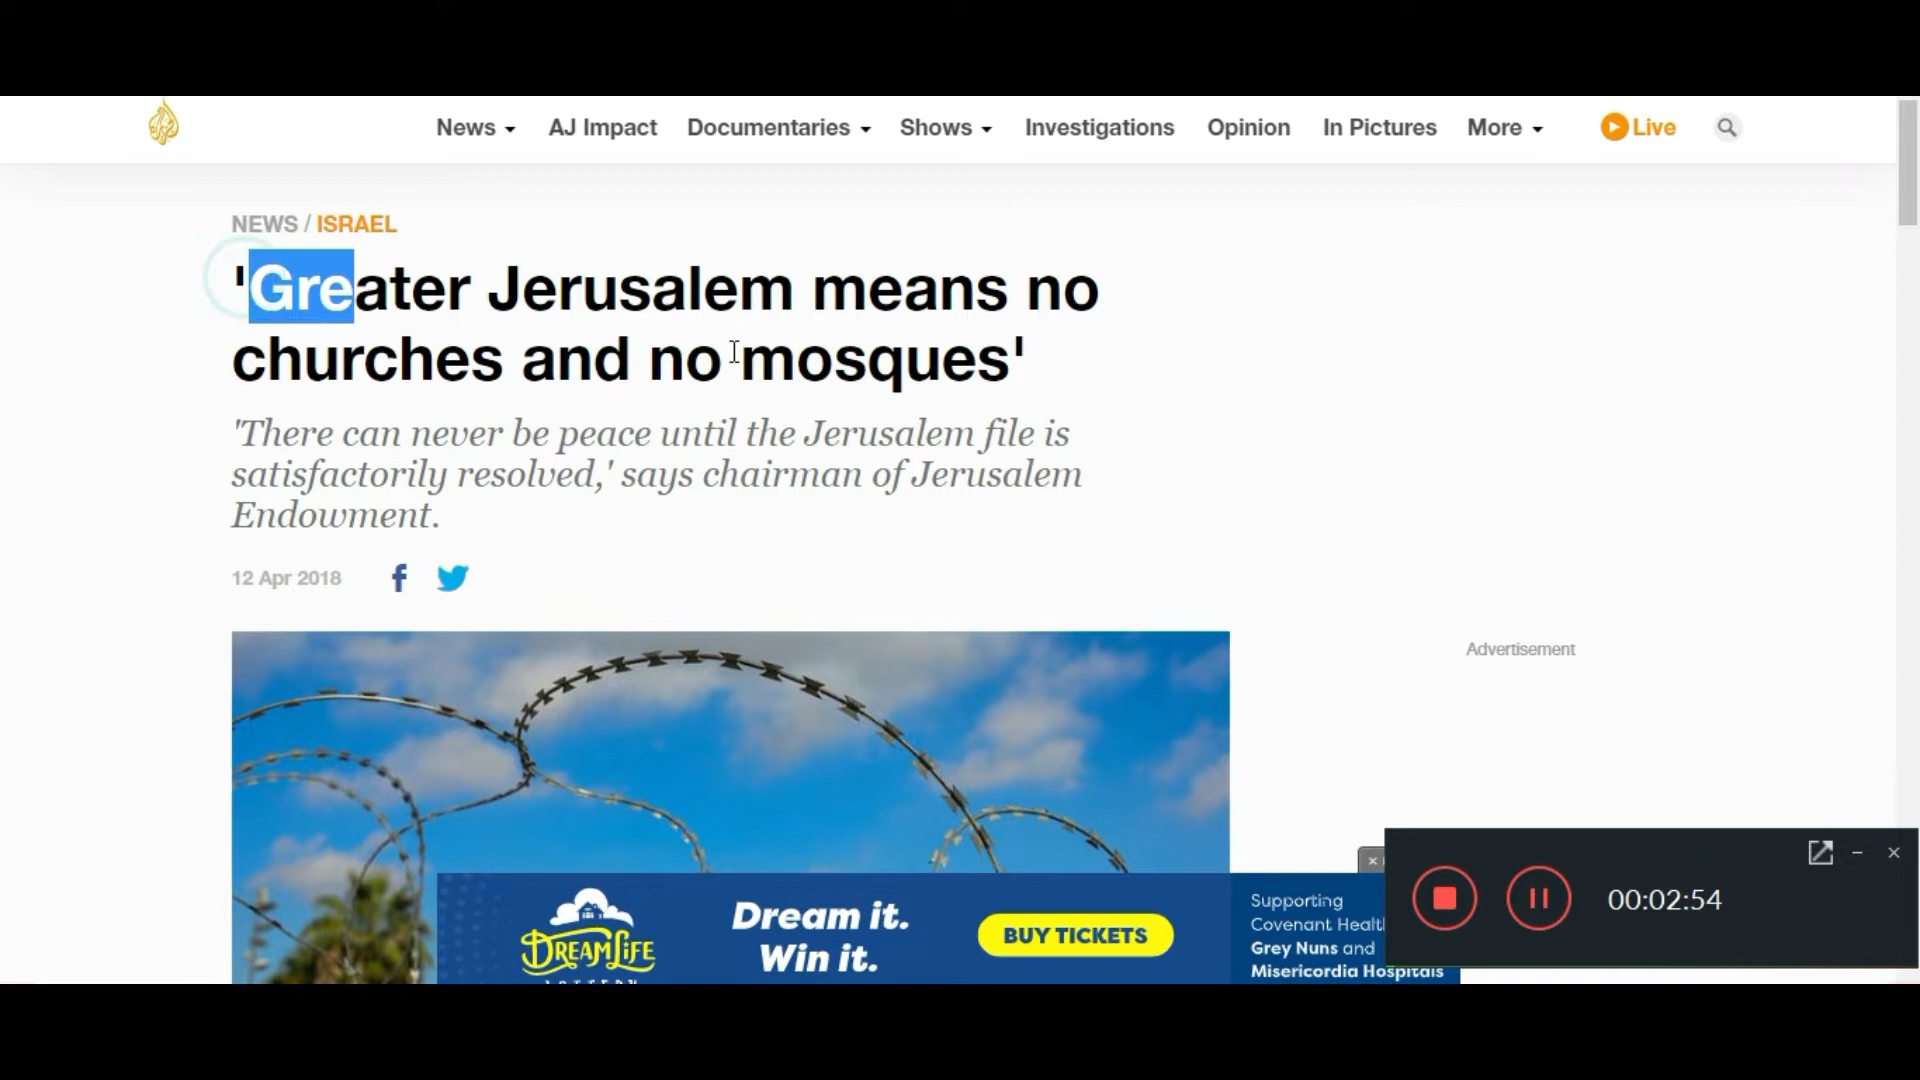 News AJ Impact Documentaries Shows Investigations Opinion In Pictures More Live
NEWS / ISRAEL
'Greater Jerusalem means no
churches and no mosques'
'There can never be peace until the Jerusalem file is
satisfactorily resolved,' says chairman of Jerusalem
Endowment.
12 Apr 2018
Advertisement
DREAMLIFE
Dream it.
Win it.
BUY TICKETS
Supporting
Covenant Health
Grey Nuns and
Misericordia Hospitals
00:02:54